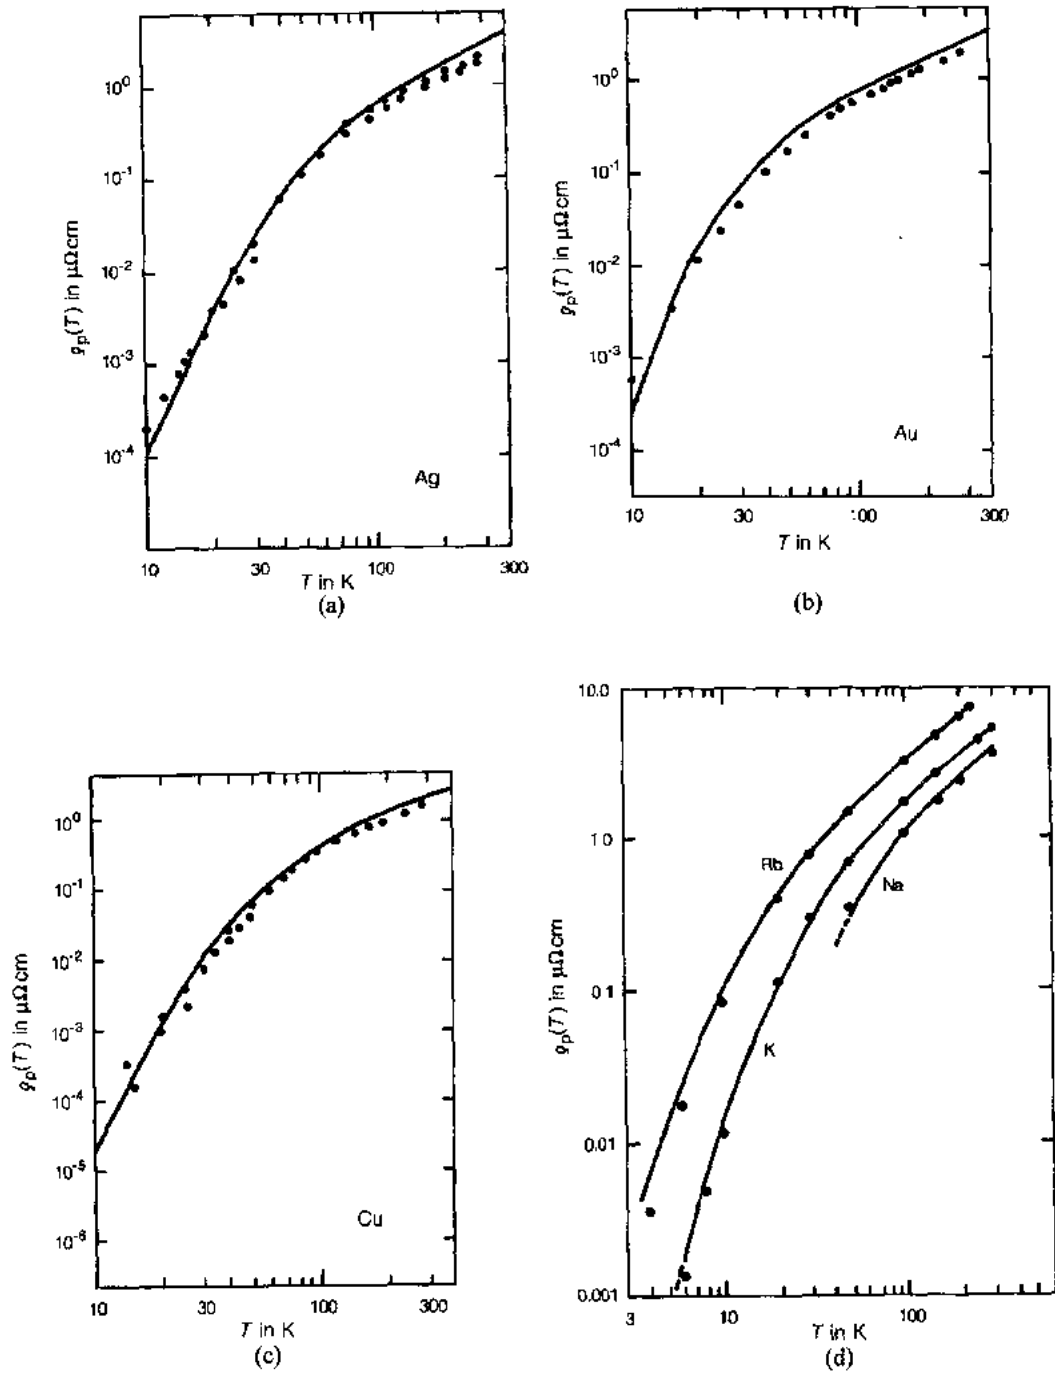 10⁰
10⁻¹
10⁻²
10⁻³
10⁻⁴
ϱₚ(T) in μΩcm
Ag
10 30 100 300
T in K
(a)
10⁰
10⁻¹
10⁻²
10⁻³
10⁻⁴
ϱₚ(T) in μΩcm
Au
10 30 100 300
T in K
(b)
10⁰
10⁻¹
10⁻²
10⁻³
10⁻⁴
10⁻⁵
10⁻⁶
ϱₚ(T) in μΩcm
Cu
10 30 100 300
T in K
(c)
10.0
1.0
0.1
0.01
0.001
ϱₚ(T) in μΩcm
Rb
Na
K
3 10 100
T in K
(d)